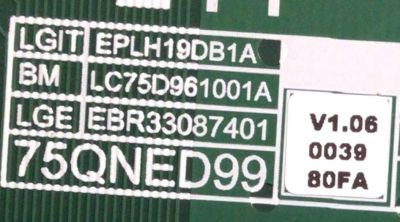 LGIT EPLH19DB1A
BM LC75D961001A
LGE EBR33087401
75QNED99
V1.06
0039
80FA